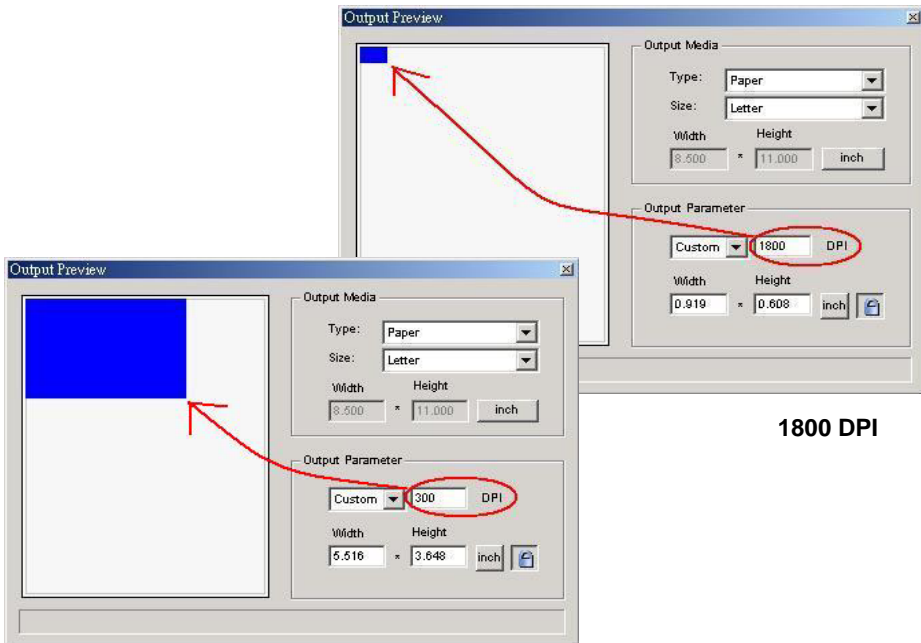 Output Preview
Output Media
Type: Paper
Size: Letter
Width Height
8.500 * 11.000 inch
Output Parameter
Custom 1800 DPI
Width Height
0.919 * 0.608 inch
1800 DPI
Output Preview
Output Media
Type: Paper
Size: Letter
Width Height
8.500 * 11.000 inch
Output Parameter
Custom 300 DPI
Width Height
5.516 * 3.648 inch